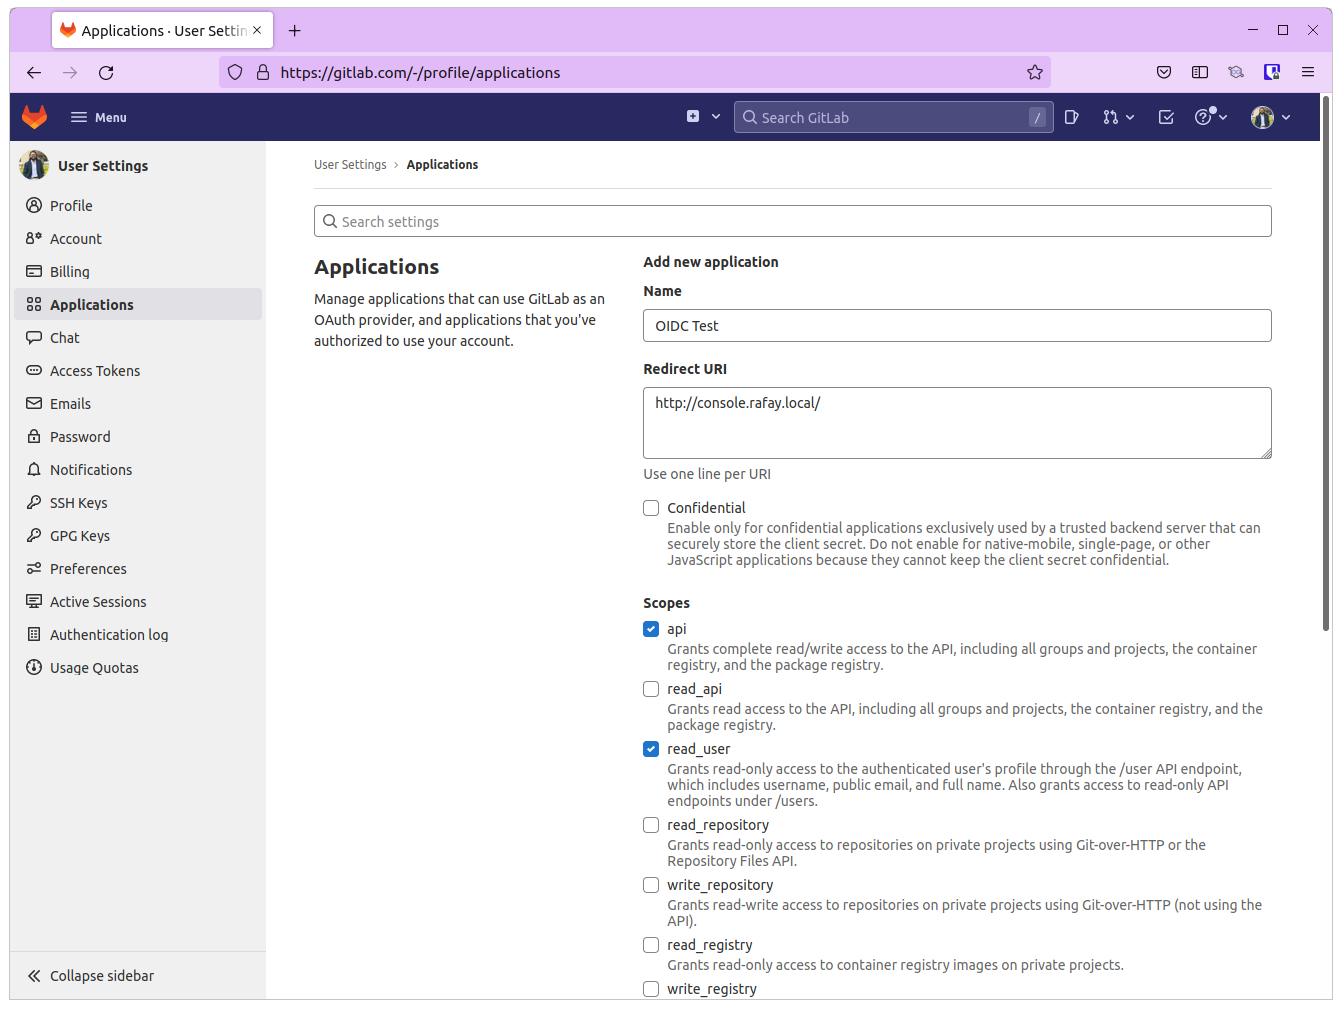 Applications · User Settin
https://gitlab.com/-/profile/applications
Menu
Search GitLab
/
User Settings
Profile
Account
Billing
Applications
Chat
Access Tokens
Emails
Password
Notifications
SSH Keys
GPG Keys
Preferences
Active Sessions
Authentication log
Usage Quotas
Collapse sidebar
User Settings › Applications
Search settings
Applications
Manage applications that can use GitLab as an
OAuth provider, and applications that you've
authorized to use your account.
Add new application
Name
OIDC Test
Redirect URI
http://console.rafay.local/
Use one line per URI
Confidential
Enable only for confidential applications exclusively used by a trusted backend server that can
securely store the client secret. Do not enable for native-mobile, single-page, or other
JavaScript applications because they cannot keep the client secret confidential.
Scopes
api
Grants complete read/write access to the API, including all groups and projects, the container
registry, and the package registry.
read_api
Grants read access to the API, including all groups and projects, the container registry, and the
package registry.
read_user
Grants read-only access to the authenticated user's profile through the /user API endpoint,
which includes username, public email, and full name. Also grants access to read-only API
endpoints under /users.
read_repository
Grants read-only access to repositories on private projects using Git-over-HTTP or the
Repository Files API.
write_repository
Grants read-write access to repositories on private projects using Git-over-HTTP (not using the
API).
read_registry
Grants read-only access to container registry images on private projects.
write_registry